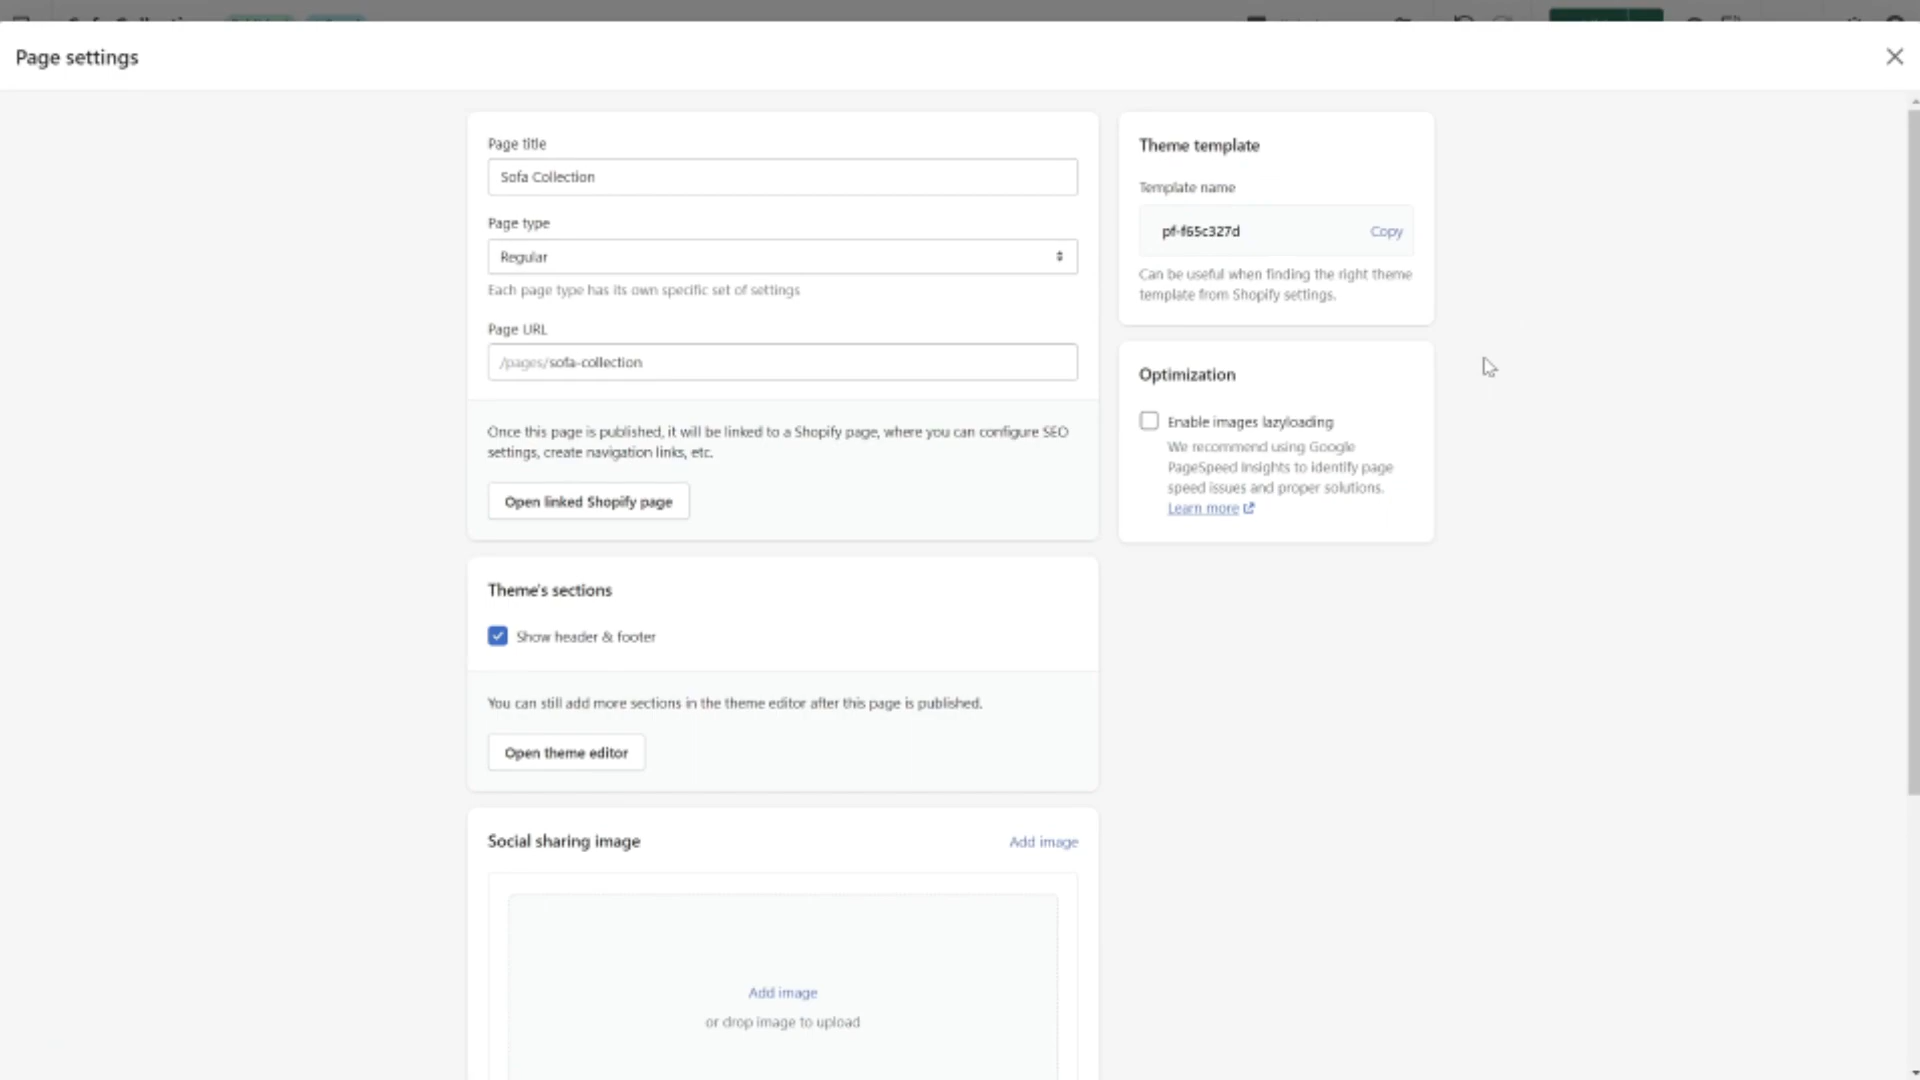 Page settings
Page title
Sofa Collection
Page type
Regular
Each page type has its own specific set of settings
Page URL
/pages/sofa-collection
Once this page is published, it will be linked to a Shopify page, where you can configure SEO
settings, create navigation links, etc.
Open linked Shopify page
Theme's sections
Show header & footer
You can still add more sections in the theme editor after this page is published.
Open theme editor
Social sharing image
Add image
Add image
or drop image to upload
Theme template
Template name
pf-f65c327d
Copy
Can be useful when finding the right theme
template from Shopify settings.
Optimization
Enable images lazyloading
We recommend using Google
PageSpeed Insights to identify page
speed issues and proper solutions.
Learn more